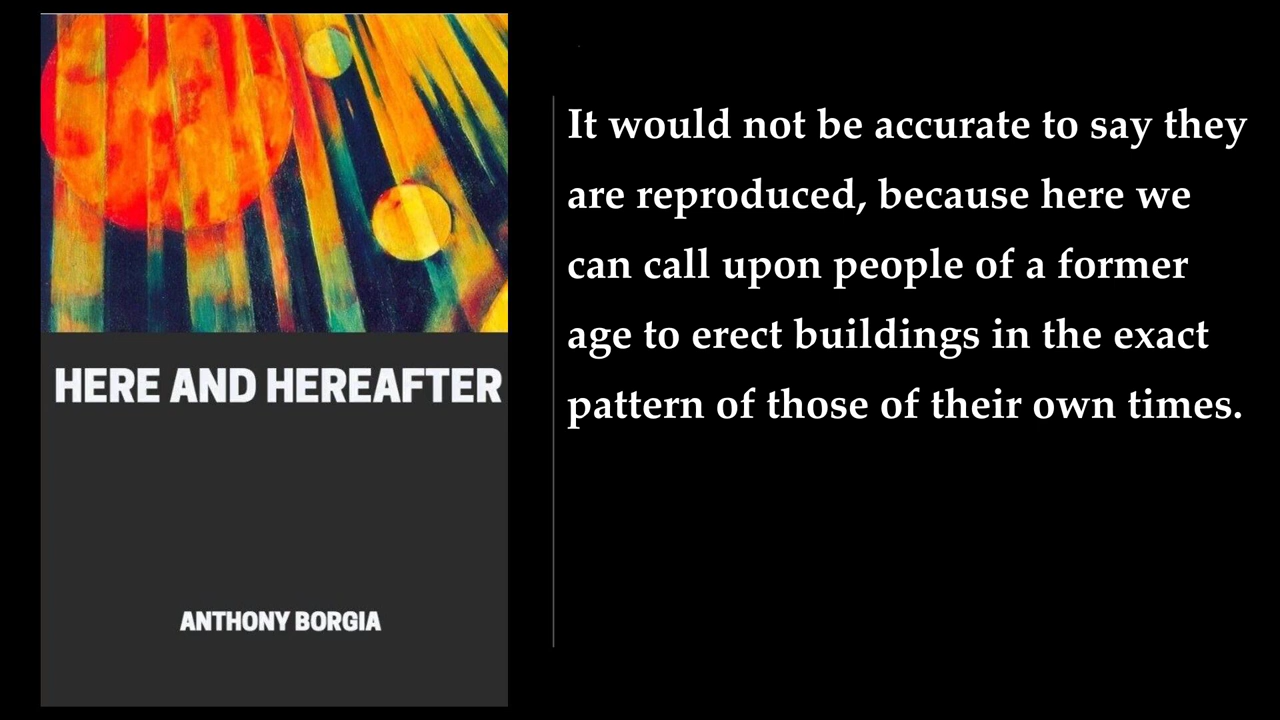 HERE AND HEREAFTER
ANTHONY BORGIA
It would not be accurate to say they
are reproduced, because here we
can call upon people of a former
age to erect buildings in the exact
pattern of those of their own times.